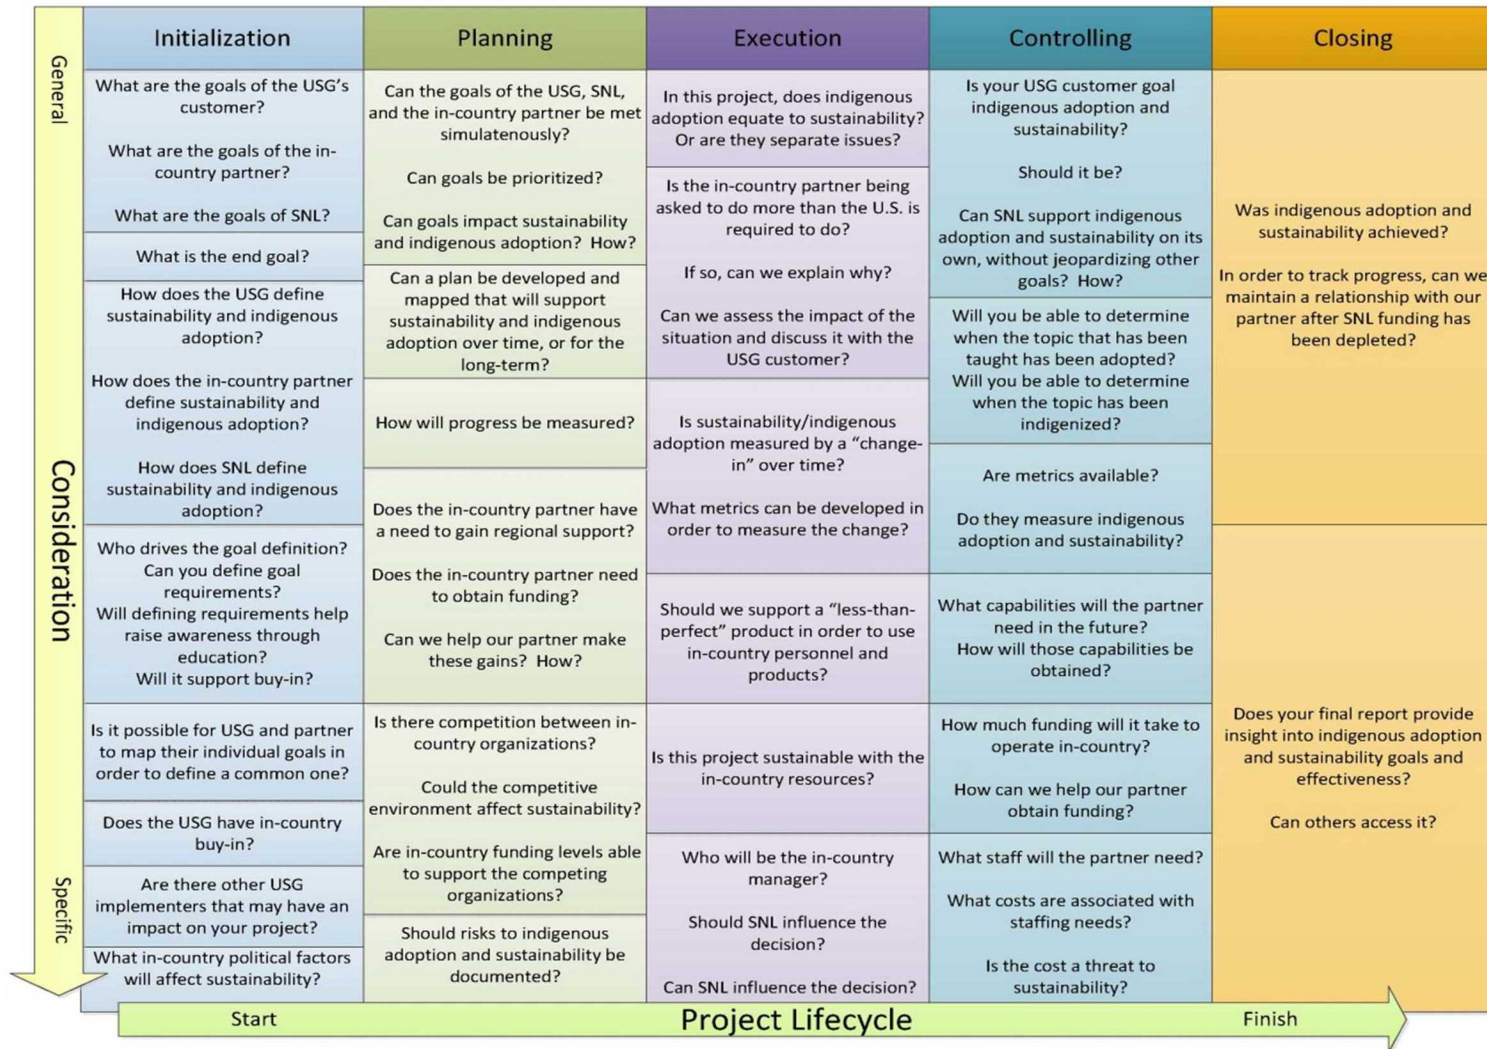 Initialization
Planning
Execution
Controlling
Closing
General
Consideration
Specific
What are the goals of the USG's
customer?
What are the goals of the in-
country partner?
What are the goals of SNL?
What is the end goal?
How does the USG define
sustainability and indigenous
adoption?
How does the in-country partner
define sustainability and
indigenous adoption?
How does SNL define
sustainability and indigenous
adoption?
Who drives the goal definition?
Can you define goal
requirements?
Will defining requirements help
raise awareness through
education?
Will it support buy-in?
Is it possible for USG and partner
to map their individual goals in
order to define a common one?
Does the USG have in-country
buy-in?
Are there other USG
implementers that may have an
impact on your project?
What in-country political factors
will affect sustainability?
Can the goals of the USG, SNL,
and the in-country partner be met
simulatenously?
Can goals be prioritized?
Can goals impact sustainability
and indigenous adoption?  How?
Can a plan be developed and
mapped that will support
sustainability and indigenous
adoption over time, or for the
long-term?
How will progress be measured?
Does the in-country partner have
a need to gain regional support?
Does the in-country partner need
to obtain funding?
Can we help our partner make
these gains?  How?
Is there competition between in-
country organizations?
Could the competitive
environment affect sustainability?
Are in-country funding levels able
to support the competing
organizations?
Should risks to indigenous
adoption and sustainability be
documented?
In this project, does indigenous
adoption equate to sustainability?
Or are they separate issues?
Is the in-country partner being
asked to do more than the U.S. is
required to do?
If so, can we explain why?
Can we assess the impact of the
situation and discuss it with the
USG customer?
Is sustainability/indigenous
adoption measured by a “change-
in” over time?
What metrics can be developed in
order to measure the change?
Should we support a “less-than-
perfect” product in order to use
in-country personnel and
products?
Is this project sustainable with the
in-country resources?
Who will be the in-country
manager?
Should SNL influence the
decision?
Can SNL influence the decision?
Is your USG customer goal
indigenous adoption and
sustainability?
Should it be?
Can SNL support indigenous
adoption and sustainability on its
own, without jeopardizing other
goals?  How?
Will you be able to determine
when the topic that has been
taught has been adopted?
Will you be able to determine
when the topic has been
indigenized?
Are metrics available?
Do they measure indigenous
adoption and sustainability?
What capabilities will the partner
need in the future?
How will those capabilities be
obtained?
How much funding will it take to
operate in-country?
How can we help our partner
obtain funding?
What staff will the partner need?
What costs are associated with
staffing needs?
Is the cost a threat to
sustainability?
Was indigenous adoption and
sustainability achieved?
In order to track progress, can we
maintain a relationship with our
partner after SNL funding has
been depleted?
Does your final report provide
insight into indigenous adoption
and sustainability goals and
effectiveness?
Can others access it?
Start
Project Lifecycle
Finish